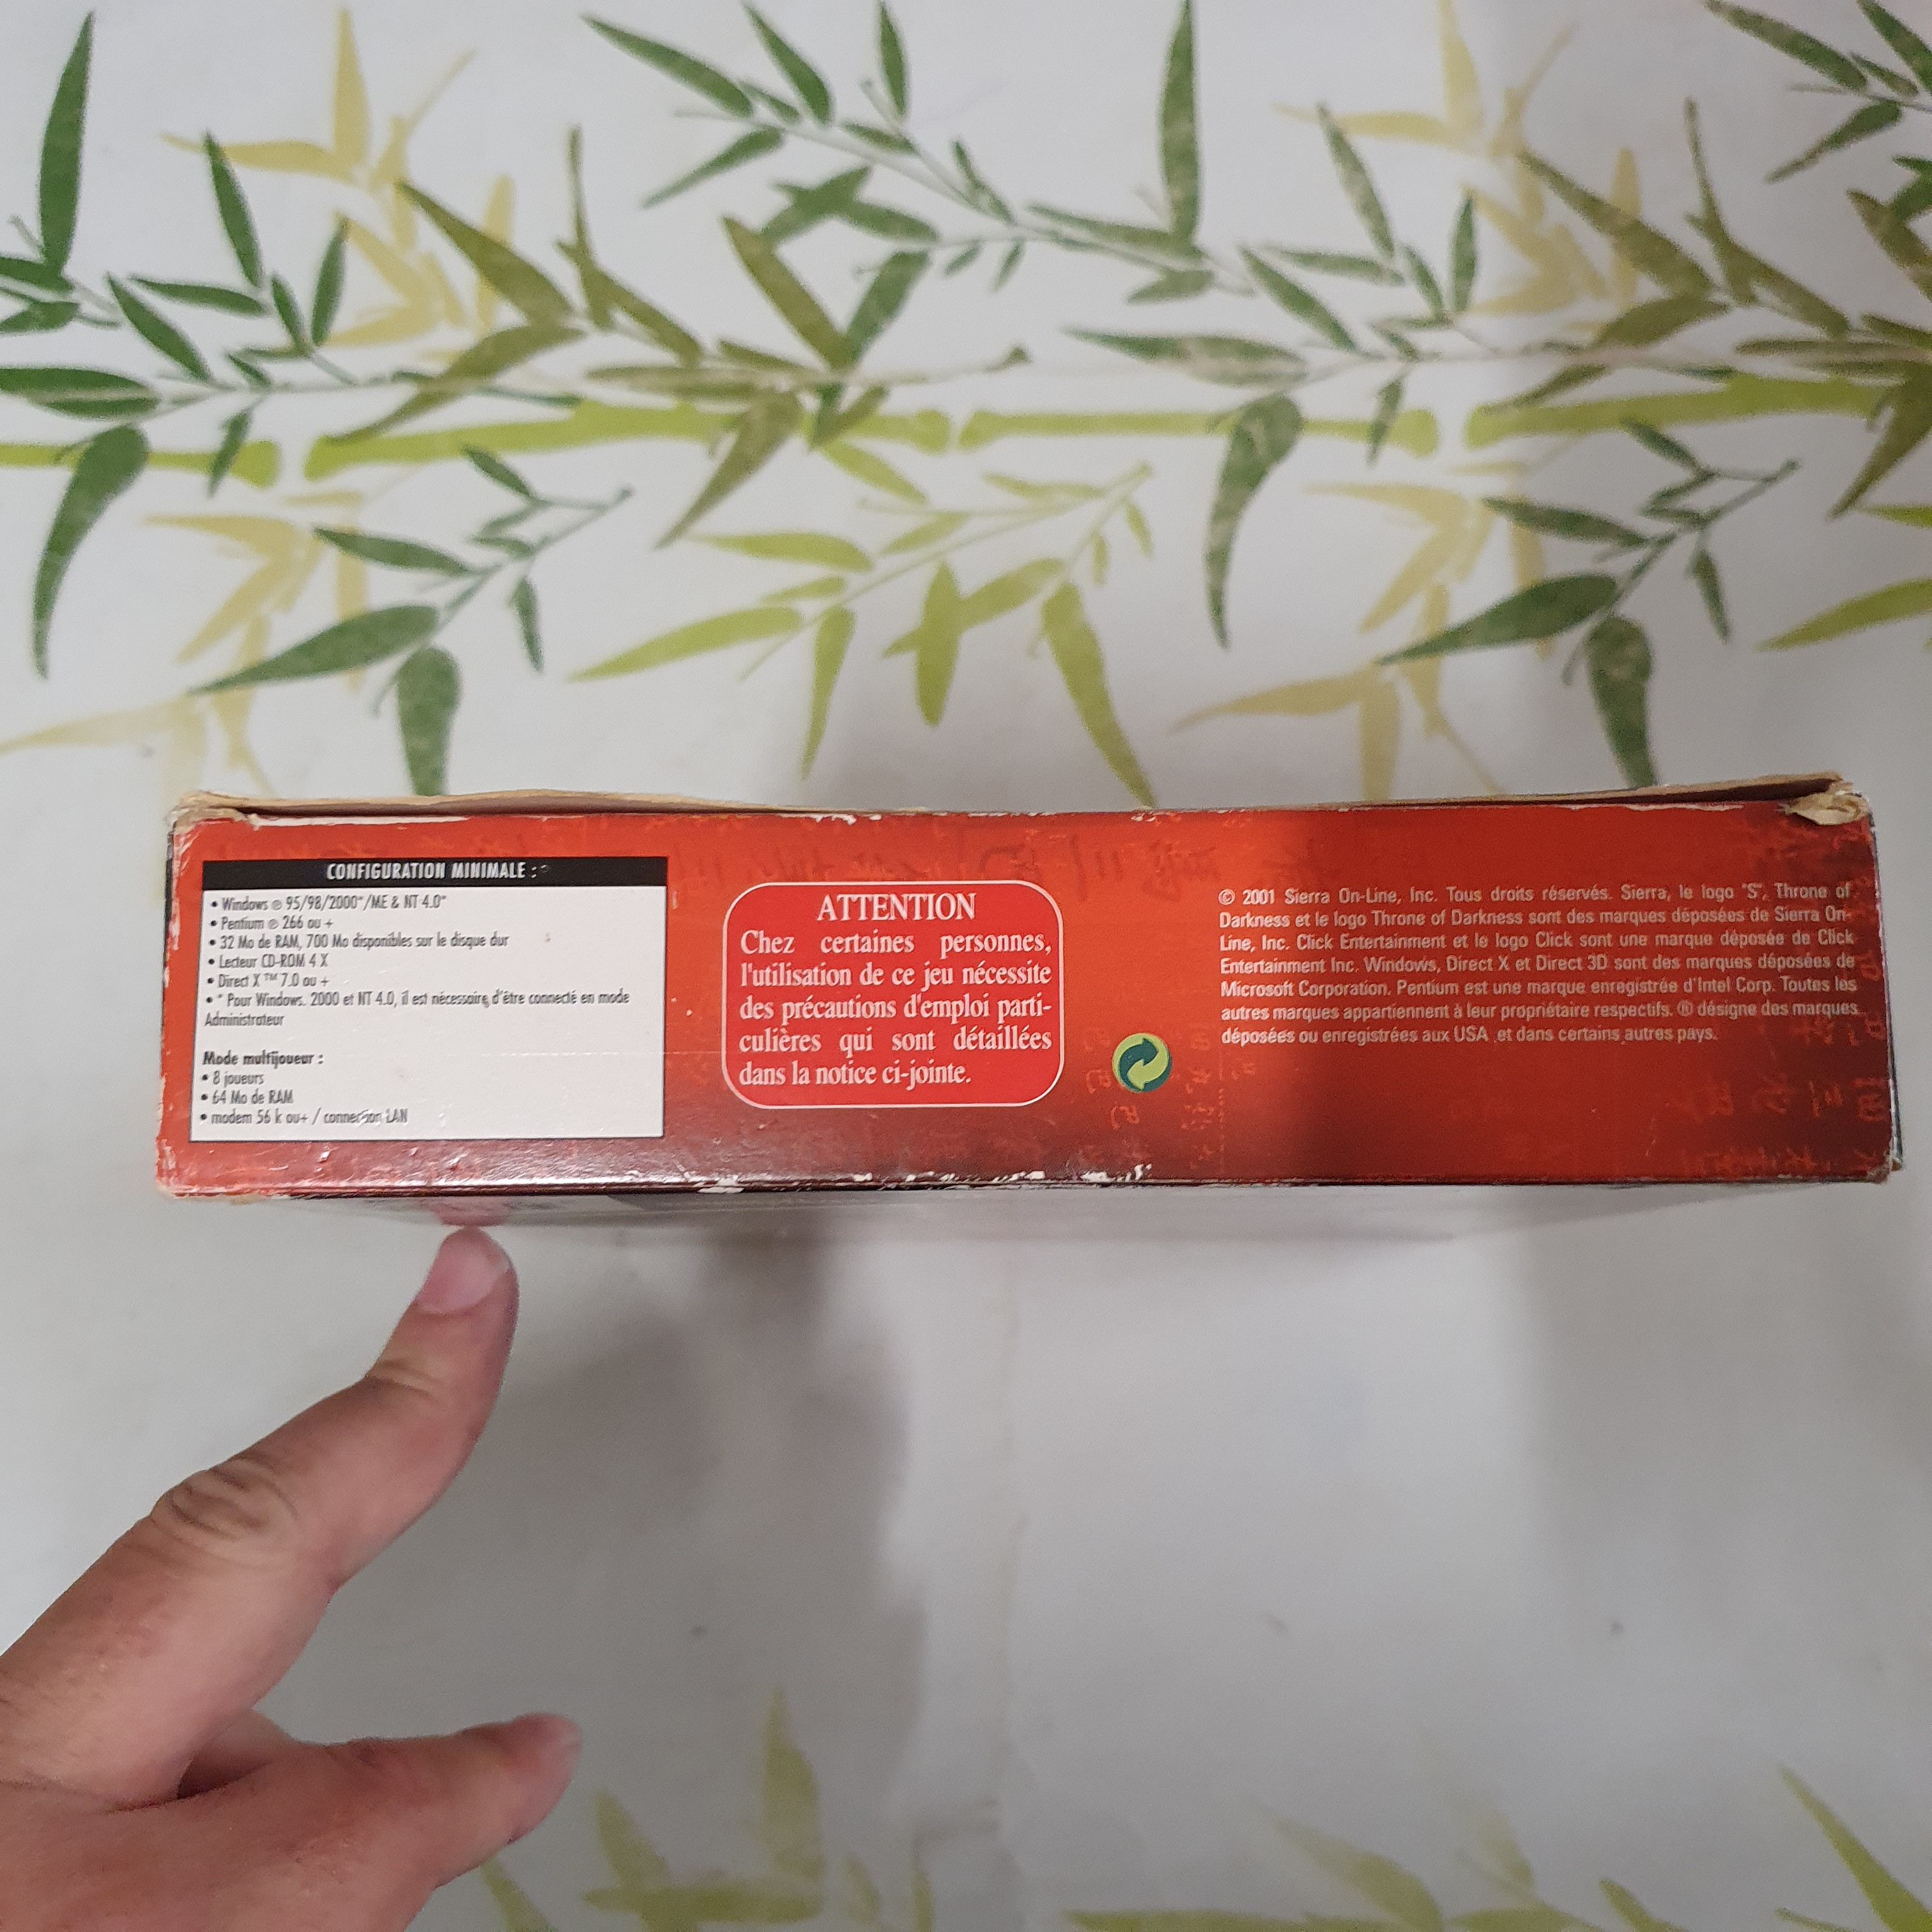 CONFIGURATION MINIMALE :
• Windows ® 95/98/2000*/ME & NT 4.0*
• Pentium ® 266 ou +
• 32 Mo de RAM, 700 Mo disponibles sur le disque dur
• Lecteur CD-ROM 4 X
• Direct X ™ 7.0 ou +
• * Pour Windows. 2000 et NT 4.0, il est nécessaire d'être connecté en mode
Administrateur
Mode multijoueur :
• 8 joueurs
• 64 Mo de RAM
• modem 56 k ou+ / connection LAN
ATTENTION
Chez certaines personnes,
l'utilisation de ce jeu nécessite
des précautions d'emploi parti-
culières qui sont détaillées
dans la notice ci-jointe.
© 2001 Sierra On-Line, Inc. Tous droits réservés. Sierra, le logo "S", Throne of
Darkness et le logo Throne of Darkness sont des marques déposées de Sierra On-
Line, Inc. Click Entertainment et le logo Click sont une marque déposée de Click
Entertainment Inc. Windows, Direct X et Direct 3D sont des marques déposées de
Microsoft Corporation. Pentium est une marque enregistrée d'Intel Corp. Toutes les
autres marques appartiennent à leur propriétaire respectifs. ® désigne des marques
déposées ou enregistrées aux USA et dans certains autres pays.